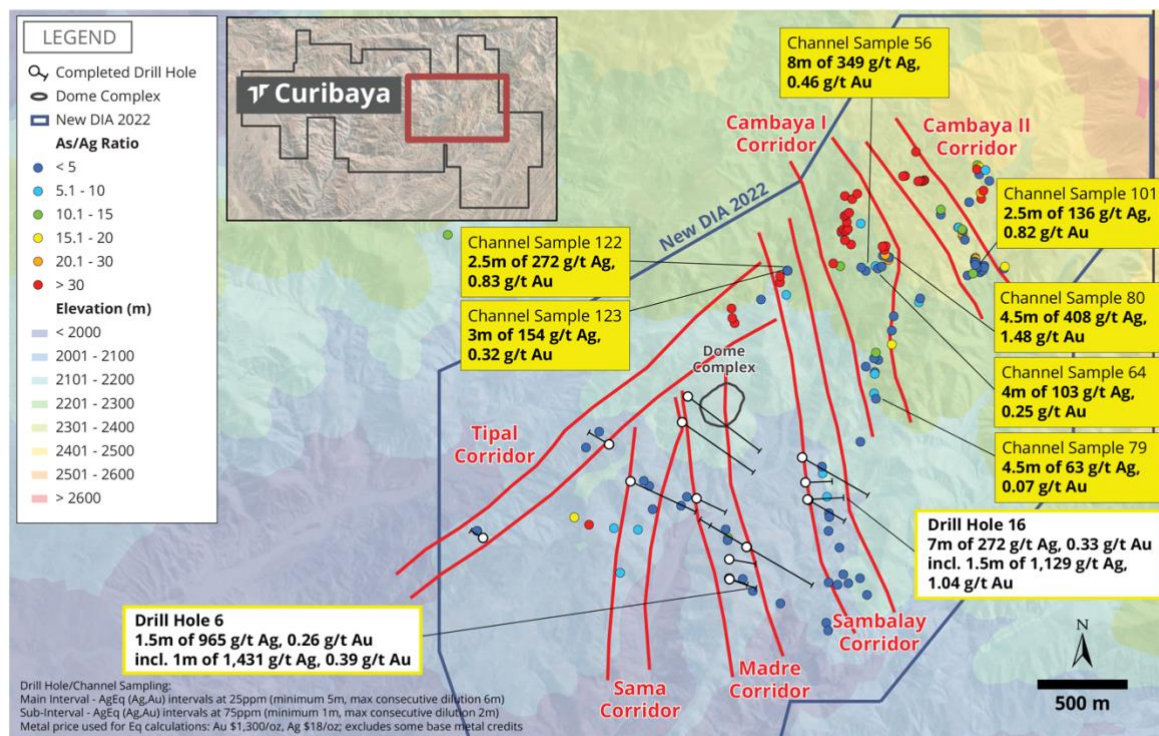 LEGEND
Completed Drill Hole
Dome Complex
New DIA 2022
As/Ag Ratio
< 5
5.1 - 10
10.1 - 15
15.1 - 20
20.1 - 30
> 30
Elevation (m)
< 2000
2001 - 2100
2101 - 2200
2201 - 2300
2301 - 2400
2401 - 2500
2501 - 2600
> 2600
Curibaya
Channel Sample 56
8m of 349 g/t Ag,
0.46 g/t Au
Cambaya I
Corridor
Cambaya II
Corridor
New DIA 2022
Channel Sample 101
2.5m of 136 g/t Ag,
0.82 g/t Au
Channel Sample 122
2.5m of 272 g/t Ag,
0.83 g/t Au
Channel Sample 123
3m of 154 g/t Ag,
0.32 g/t Au
Channel Sample 80
4.5m of 408 g/t Ag,
1.48 g/t Au
Dome
Complex
Channel Sample 64
4m of 103 g/t Ag,
0.25 g/t Au
Tipal
Corridor
Channel Sample 79
4.5m of 63 g/t Ag,
0.07 g/t Au
Drill Hole 16
7m of 272 g/t Ag, 0.33 g/t Au
incl. 1.5m of 1,129 g/t Ag,
1.04 g/t Au
Drill Hole 6
1.5m of 965 g/t Ag, 0.26 g/t Au
incl. 1m of 1,431 g/t Ag, 0.39 g/t Au
Sambalay
Corridor
Sama
Corridor
Madre
Corridor
N
500 m
Drill Hole/Channel Sampling:
Main Interval - AgEq (Ag,Au) intervals at 25ppm (minimum 5m, max consecutive dilution 6m)
Sub-Interval - AgEq (Ag,Au) intervals at 75ppm (minimum 1m, max consecutive dilution 2m)
Metal price used for Eq calculations: Au $1,300/oz, Ag $18/oz; excludes some base metal credits